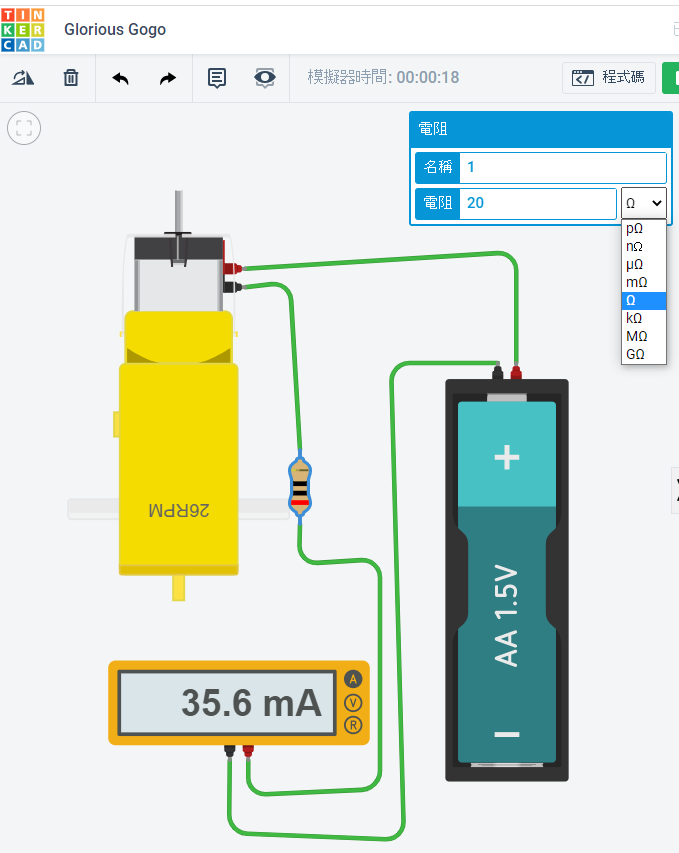 TIN
KER
CAD
Glorious Gogo
模擬器時間: 00:00:18
程式碼
電阻
名稱 1
電阻 20 Ω
pΩ
nΩ
µΩ
mΩ
Ω
kΩ
MΩ
GΩ
+
26RPM
AA 1.5V
35.6 mA
A
V
R